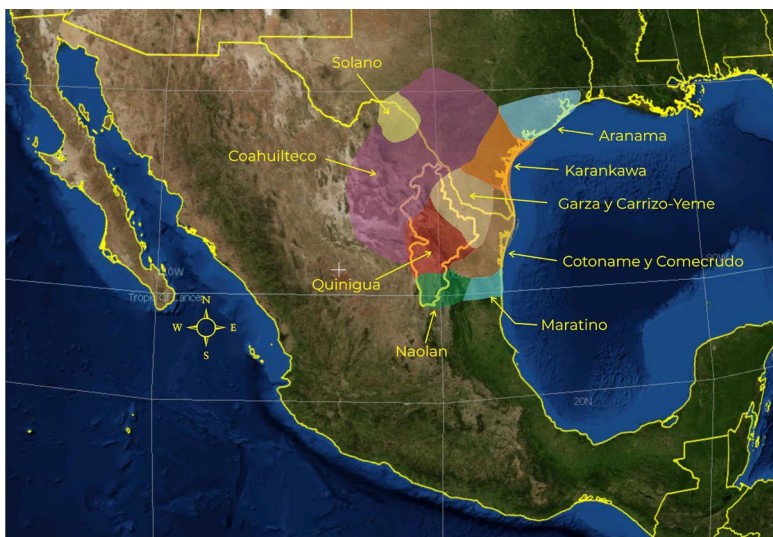 Solano
Aranama
Coahuilteco
Karankawa
Garza y Carrizo-Yeme
Cotoname y Comecrudo
Quinigua
Tropic of Cancer
N
W E
S
Maratino
Naolan
20N